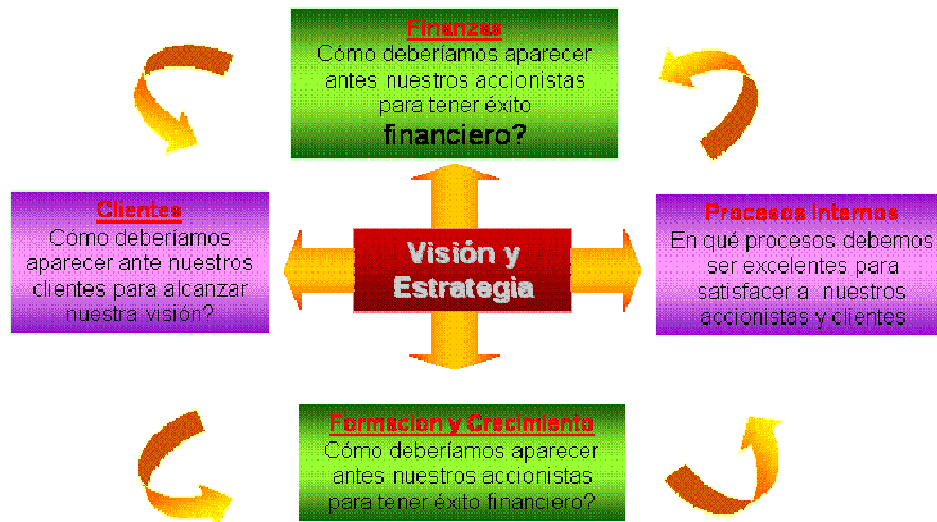 Finanzas
Cómo deberíamos aparecer
antes nuestros accionistas
para tener éxito
financiero?
Clientes
Cómo deberíamos
aparecer ante nuestros
clientes para alcanzar
nuestra visión?
Visión y
Estrategia
Procesos Internos
En qué procesos debemos
ser excelentes para
satisfacer a nuestros
accionistas y clientes
Formacion y Crecimiento
Cómo deberíamos aparecer
antes nuestros accionistas
para tener éxito financiero?